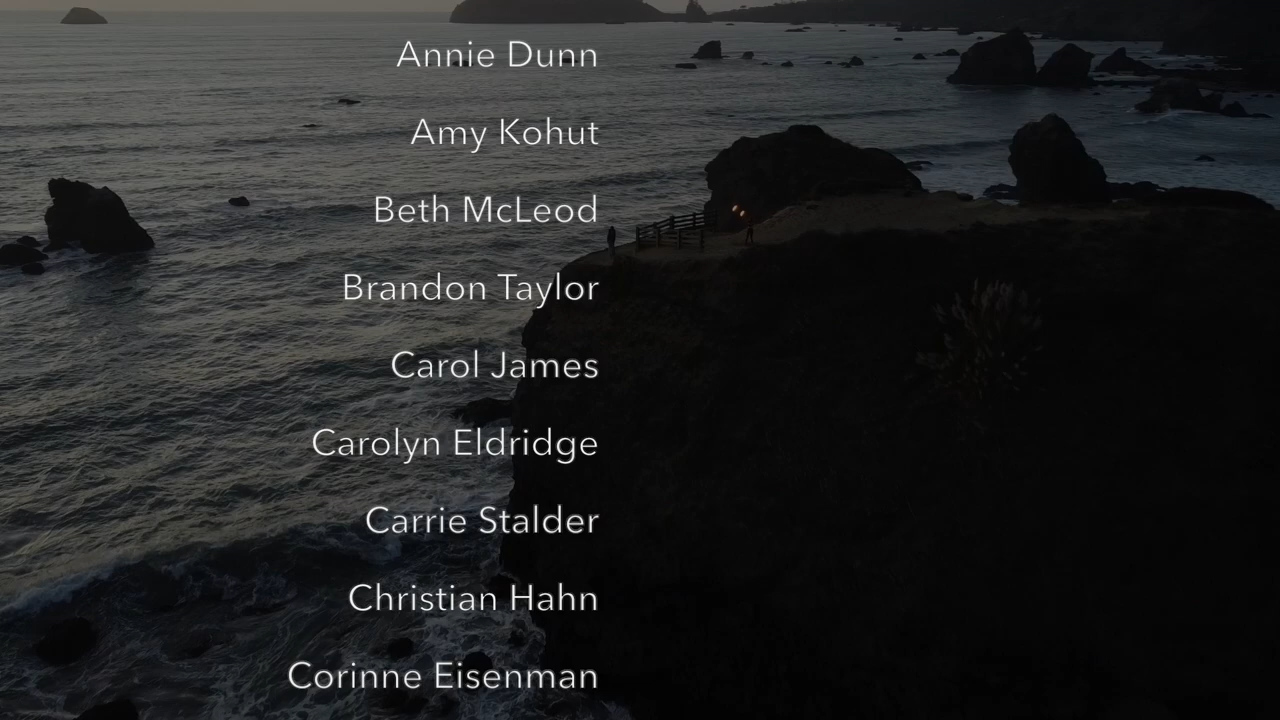 Annie Dunn
Amy Kohut
Beth McLeod
Brandon Taylor
Carol James
Carolyn Eldridge
Carrie Stalder
Christian Hahn
Corinne Eisenman